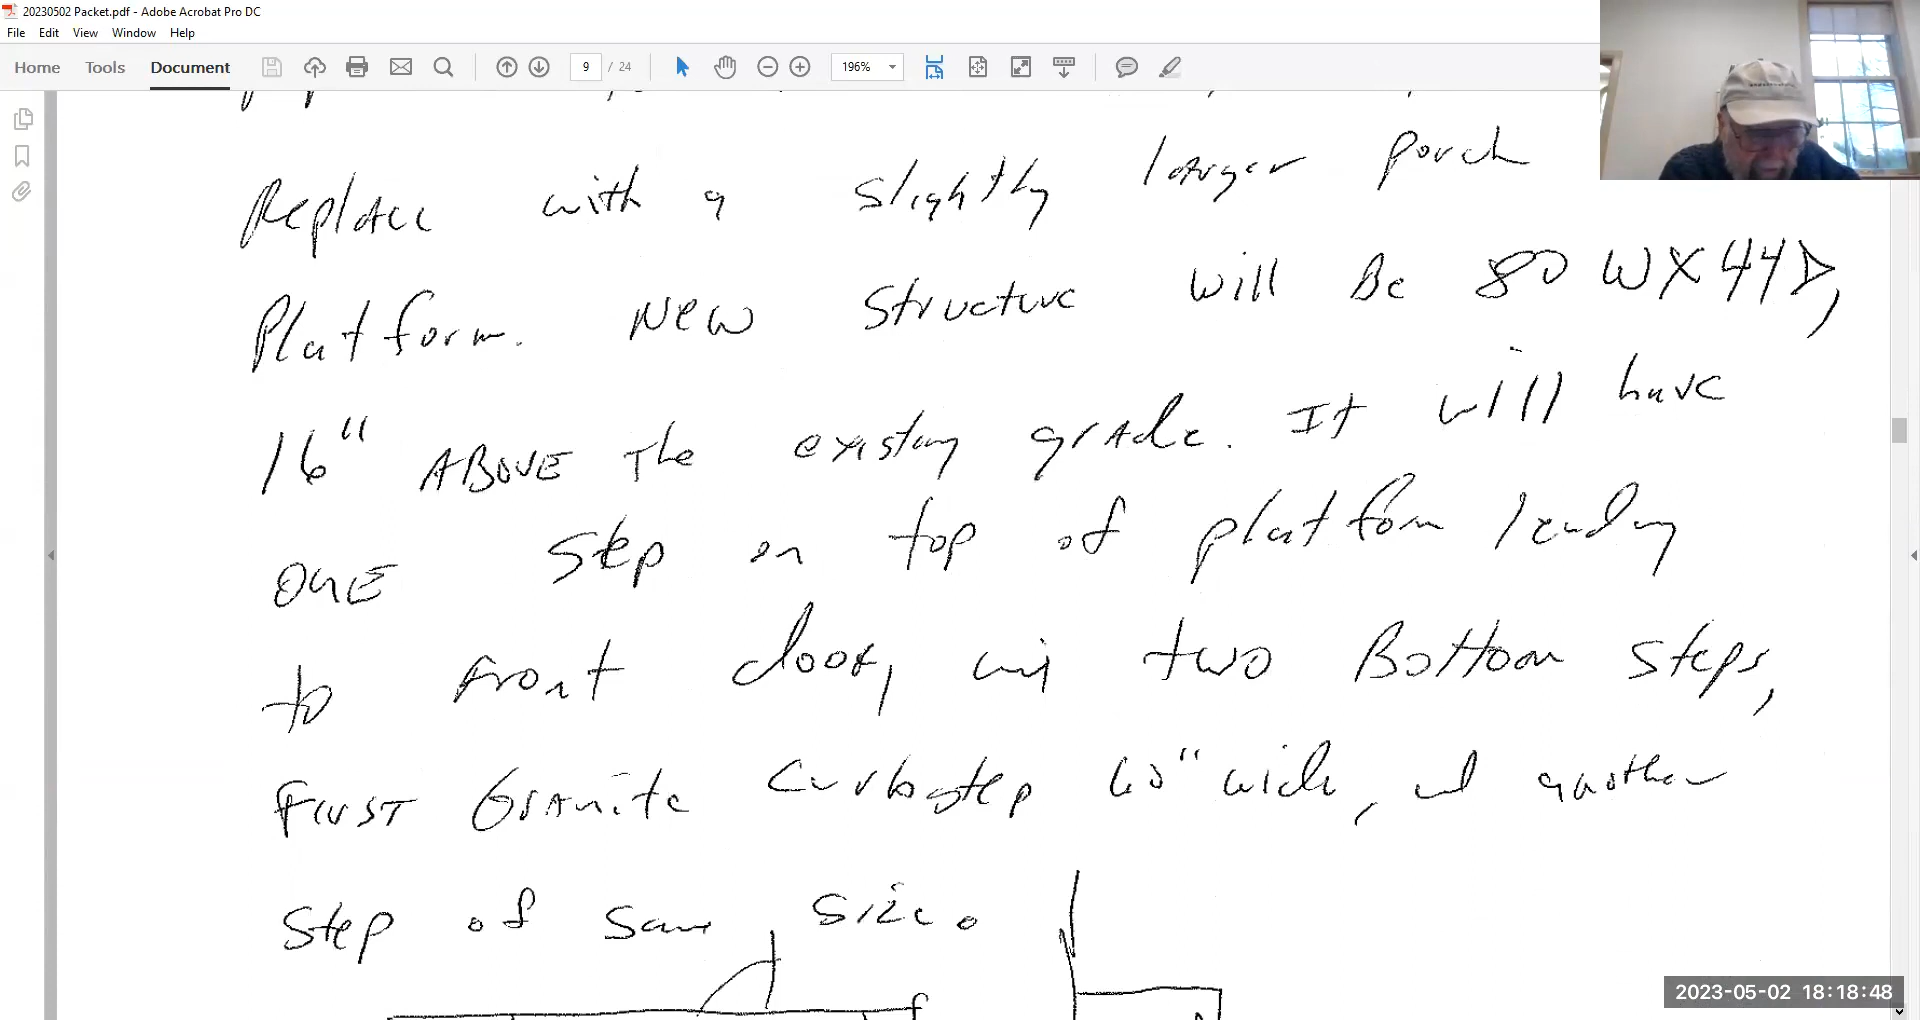 20230502 Packet.pdf - Adobe Acrobat Pro DC
File Edit View Window Help
Home Tools Document 9 / 24 196%
Replace with a slightly larger porch
Platform. New structure will Be 80 W X 44 D,
16" ABOVE The existing grade. It will have
ONE step on top of platform leading
to Front door, and two Bottom steps,
FIRST Granite Curbstep 60" wide, and another
Step of same size.
2023-05-02 18:18:48